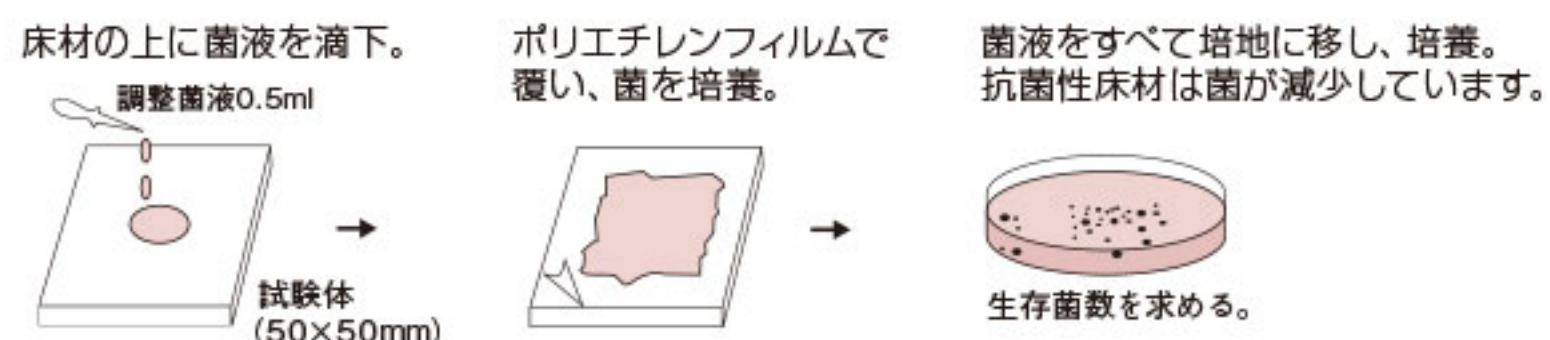 床材の上に菌液を滴下。
調整菌液0.5ml
試験体
(50×50mm)
ポリエチレンフィルムで
覆い、菌を培養。
菌液をすべて培地に移し、培養。
抗菌性床材は菌が減少しています。
生存菌数を求める。